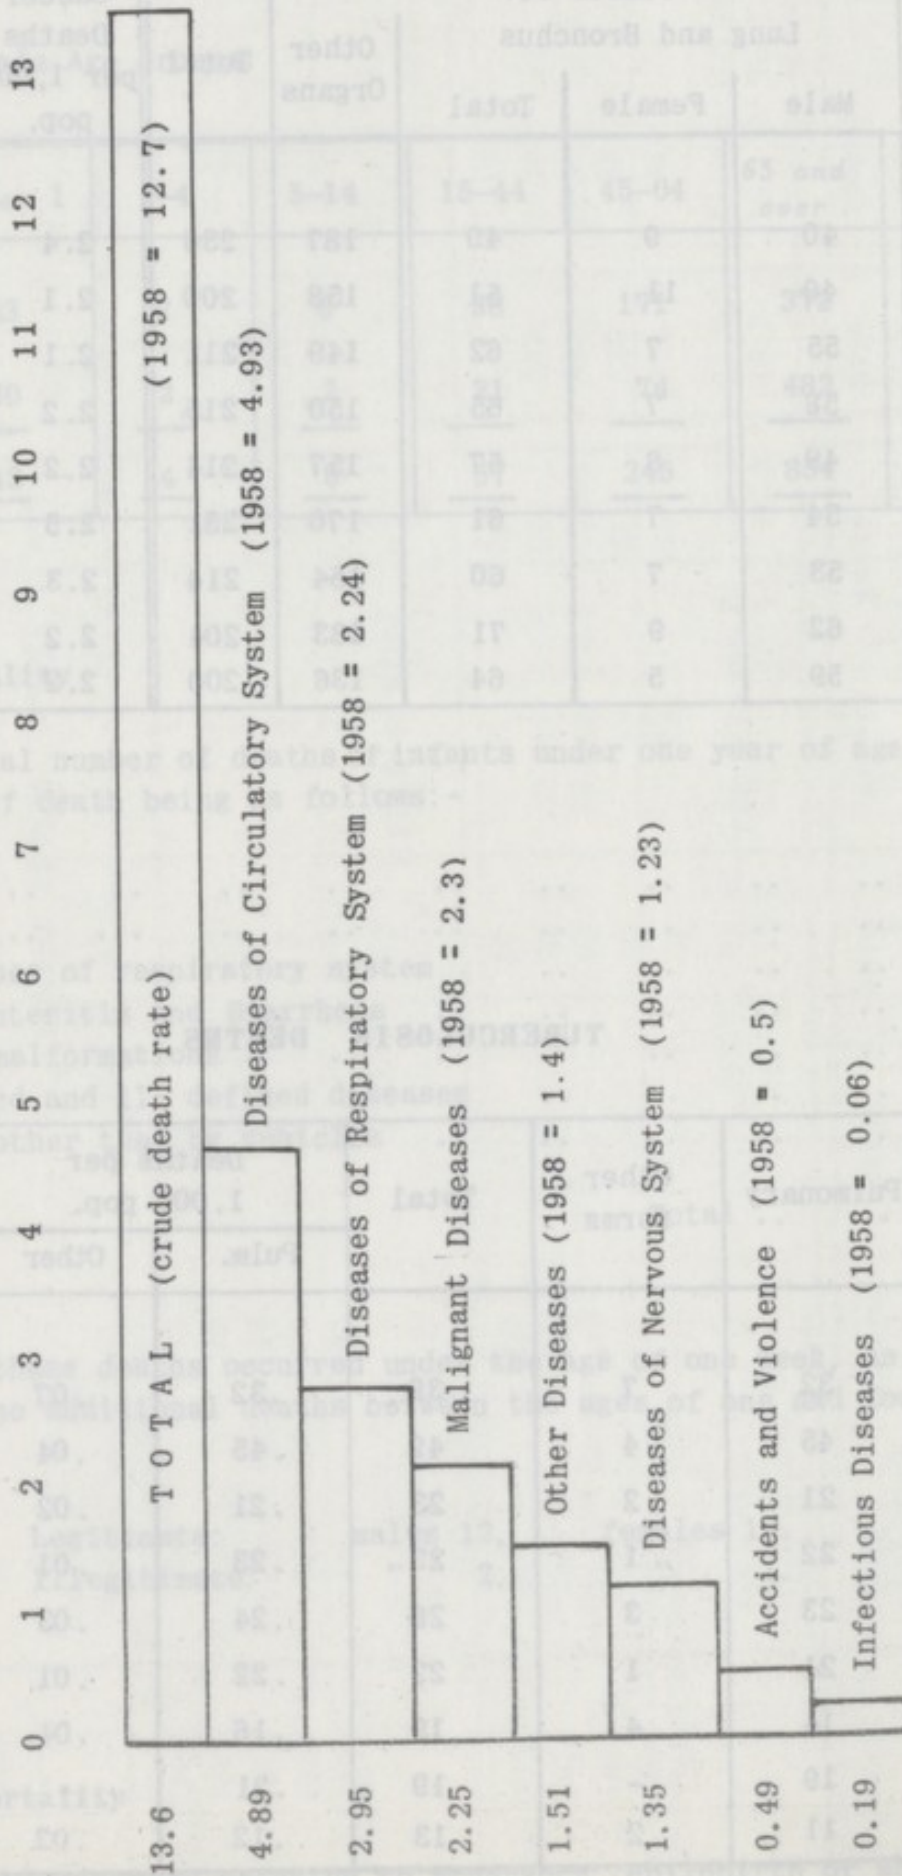 0 1 2 3 4 5 6 7 8 9 10 11 12 13
13.6 T O T A L (crude death rate) (1958 = 12.7)
4.89 Diseases of Circulatory System (1958 = 4.93)
2.95 Diseases of Respiratory System (1958 = 2.24)
2.25 Malignant Diseases (1958 = 2.3)
1.51 Other Diseases (1958 = 1.4)
1.35 Diseases of Nervous System (1958 = 1.23)
0.49 Accidents and Violence (1958 = 0.5)
0.19 Infectious Diseases (1958 = 0.06)